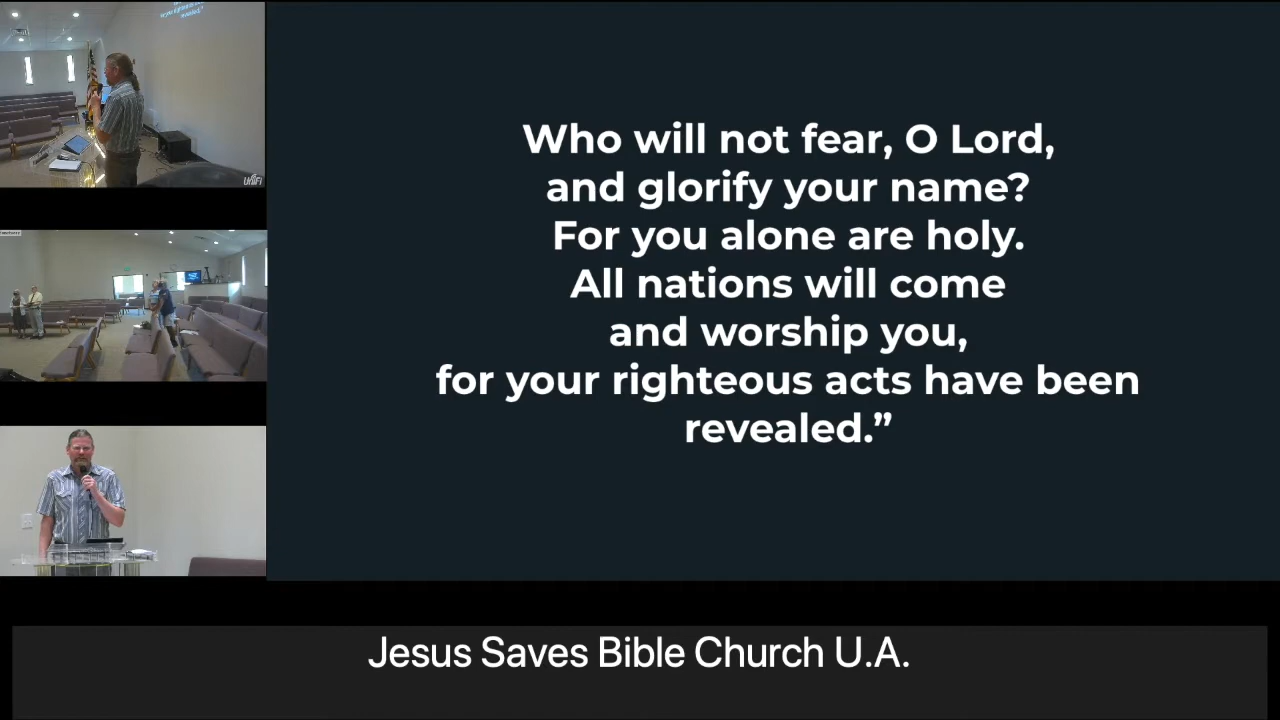 Who will not fear, O Lord,
and glorify your name?
For you alone are holy.
All nations will come
and worship you,
for your righteous acts have been
revealed.”
Jesus Saves Bible Church U.A.
UniFi